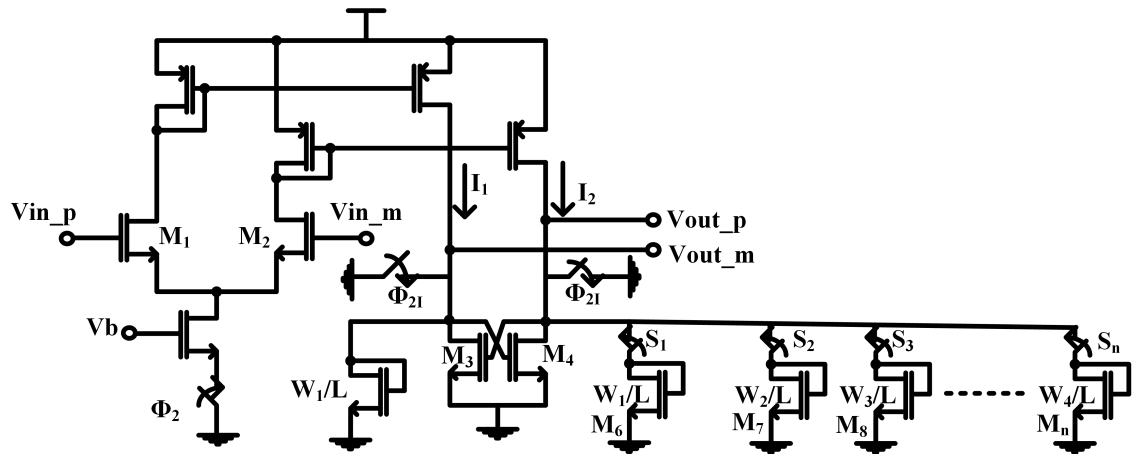 I₁
I₂
Vin_p
M₁
M₂
Vin_m
Vout_p
Vout_m
Φ₂I
Φ₂I
Vb
Φ₂
M₃
M₄
S₁
S₂
S₃
Sₙ
W₁/L
W₁/L
W₂/L
W₃/L
W₄/L
M₆
M₇
M₈
Mₙ